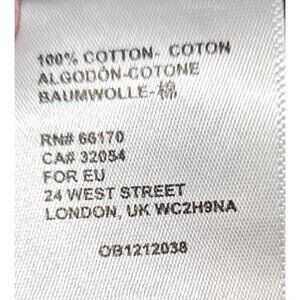 100% COTTON- COTON
ALGODÓN-COTONE
BAUMWOLLE-棉
RN# 66170
CA# 32054
FOR EU
24 WEST STREET
LONDON, UK WC2H9NA
OB1212038